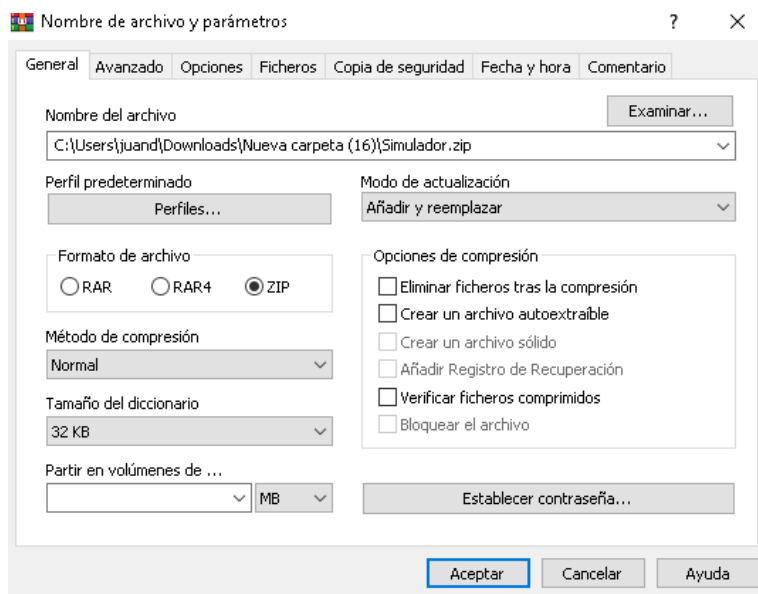 Nombre de archivo y parámetros ? X
General Avanzado Opciones Ficheros Copia de seguridad Fecha y hora Comentario
Nombre del archivo
Examinar...
C:\Users\juand\Downloads\Nueva carpeta (16)\Simulador.zip
Perfil predeterminado
Perfiles...
Modo de actualización
Añadir y reemplazar
Formato de archivo
RAR RAR4 ZIP
Método de compresión
Normal
Tamaño del diccionario
32 KB
Partir en volúmenes de ...
MB
Opciones de compresión
Eliminar ficheros tras la compresión
Crear un archivo autoextraíble
Crear un archivo sólido
Añadir Registro de Recuperación
Verificar ficheros comprimidos
Bloquear el archivo
Establecer contraseña...
Aceptar Cancelar Ayuda